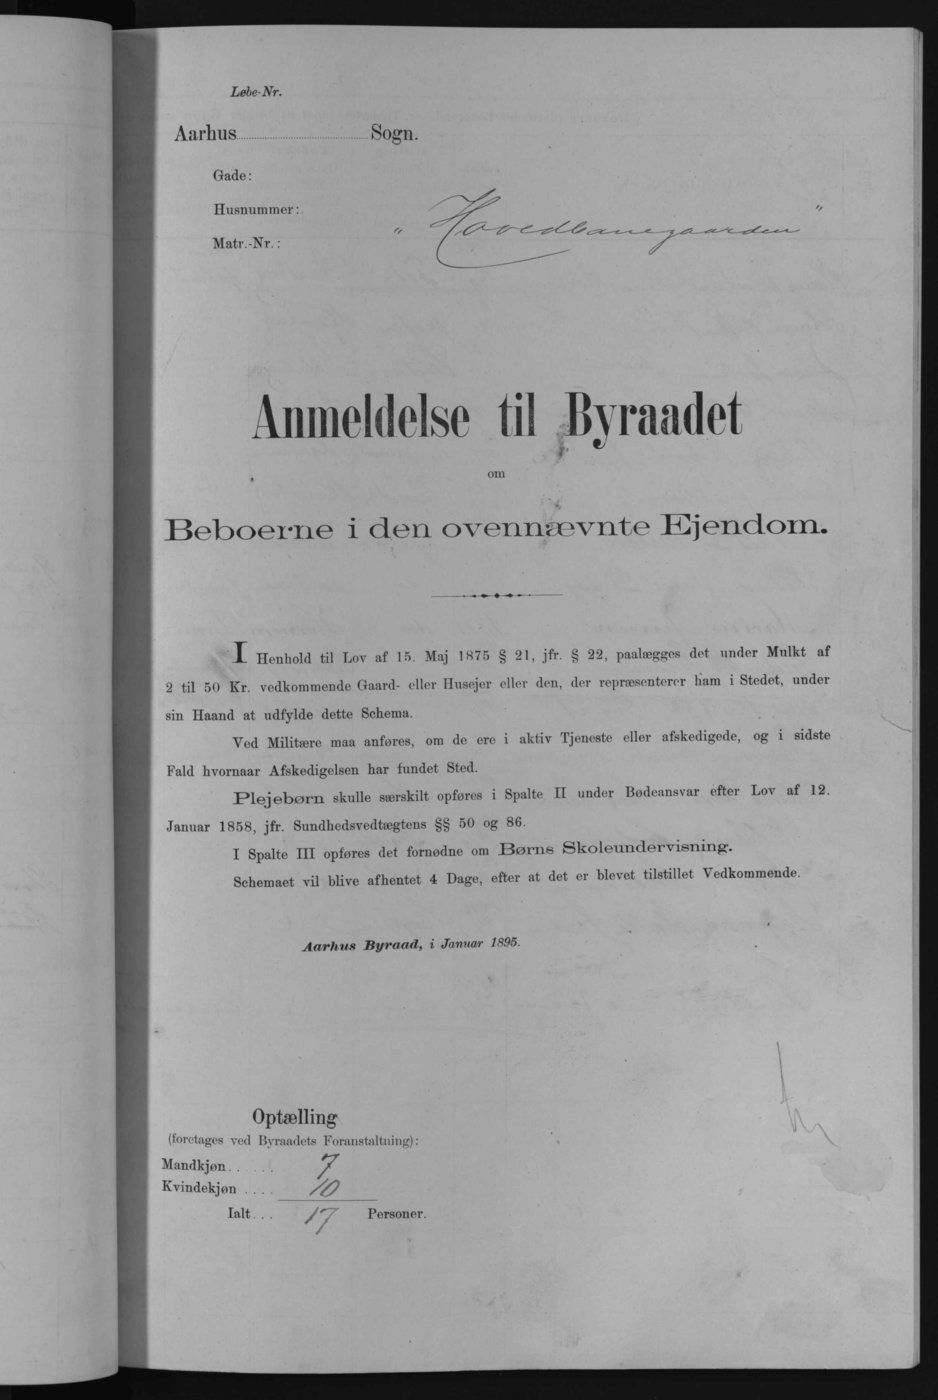 Løbe-Nr.
Aarhus Sogn.
Gade:
Husnummer:
Matr.-Nr.:
„ Hovedbanegaarden "
Anmeldelse til Byraadet
om
Beboerne i den ovennævnte Ejendom.
I Henhold til Lov af 15. Maj 1875 § 21, jfr. § 22, paalægges det under Mulkt af
2 til 50 Kr. vedkommende Gaard- eller Husejer eller den, der repræsenterer ham i Stedet, under
sin Haand at udfylde dette Schema.
Ved Militære maa anføres, om de ere i aktiv Tjeneste eller afskedigede, og i sidste
Fald hvornaar Afskedigelsen har fundet Sted.
Plejebørn skulle særskilt opføres i Spalte II under Bødeansvar efter Lov af 12.
Januar 1858, jfr. Sundhedsvedtægtens §§ 50 og 86.
I Spalte III opføres det fornødne om Børns Skoleundervisning.
Schemaet vil blive afhentet 4 Dage, efter at det er blevet tilstillet Vedkommende.
Aarhus Byraad, i Januar 1895.
Optælling
(foretages ved Byraadets Foranstaltning):
Mandkjøn...... 7
Kvindekjøn .... 10
Ialt... 17 Personer.